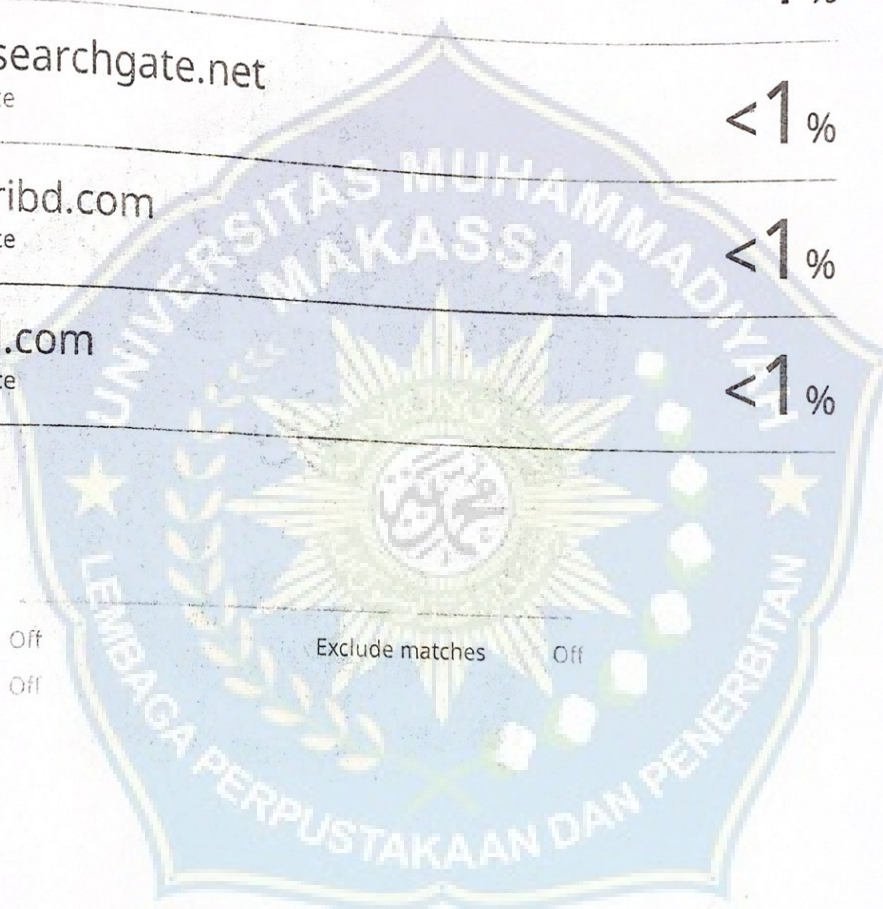 searchgate.net
<1 %
ribd.com
<1 %
.com
<1 %
UNIVERSITAS MUHAMMADIYAH
MAKASSAR
محمد
Off
Exclude matches
Off
Off
LEMBAGA PERPUSTAKAAN DAN PENERBITAN